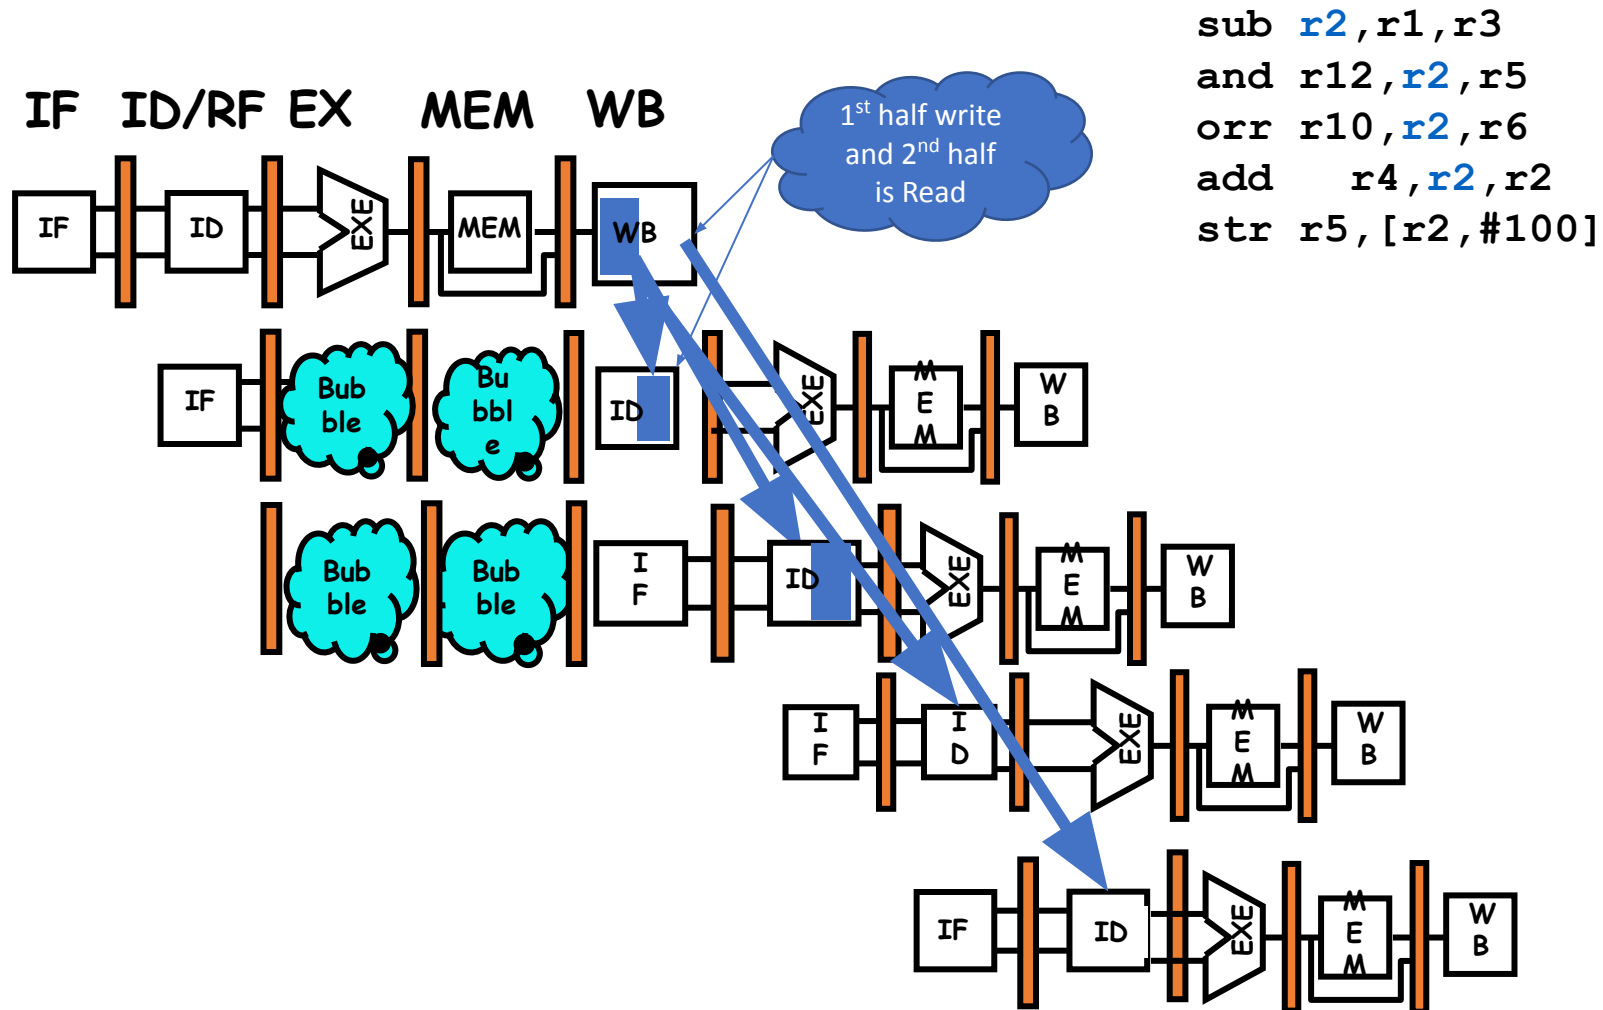 sub r2,r1,r3
and r12,r2,r5
orr r10,r2,r6
add r4,r2,r2
str r5,[r2,#100]
IF ID/RF EX MEM WB
1st half write
and 2nd half
is Read
IF ID EXE MEM WB
IF
Bub
ble
Bu
bbl
e
ID
EXE
M
E
M
W
B
Bub
ble
Bub
ble
I
F
ID
EXE
M
E
M
W
B
I
F
I
D
EXE
M
E
M
W
B
IF
ID
EXE
M
E
M
W
B